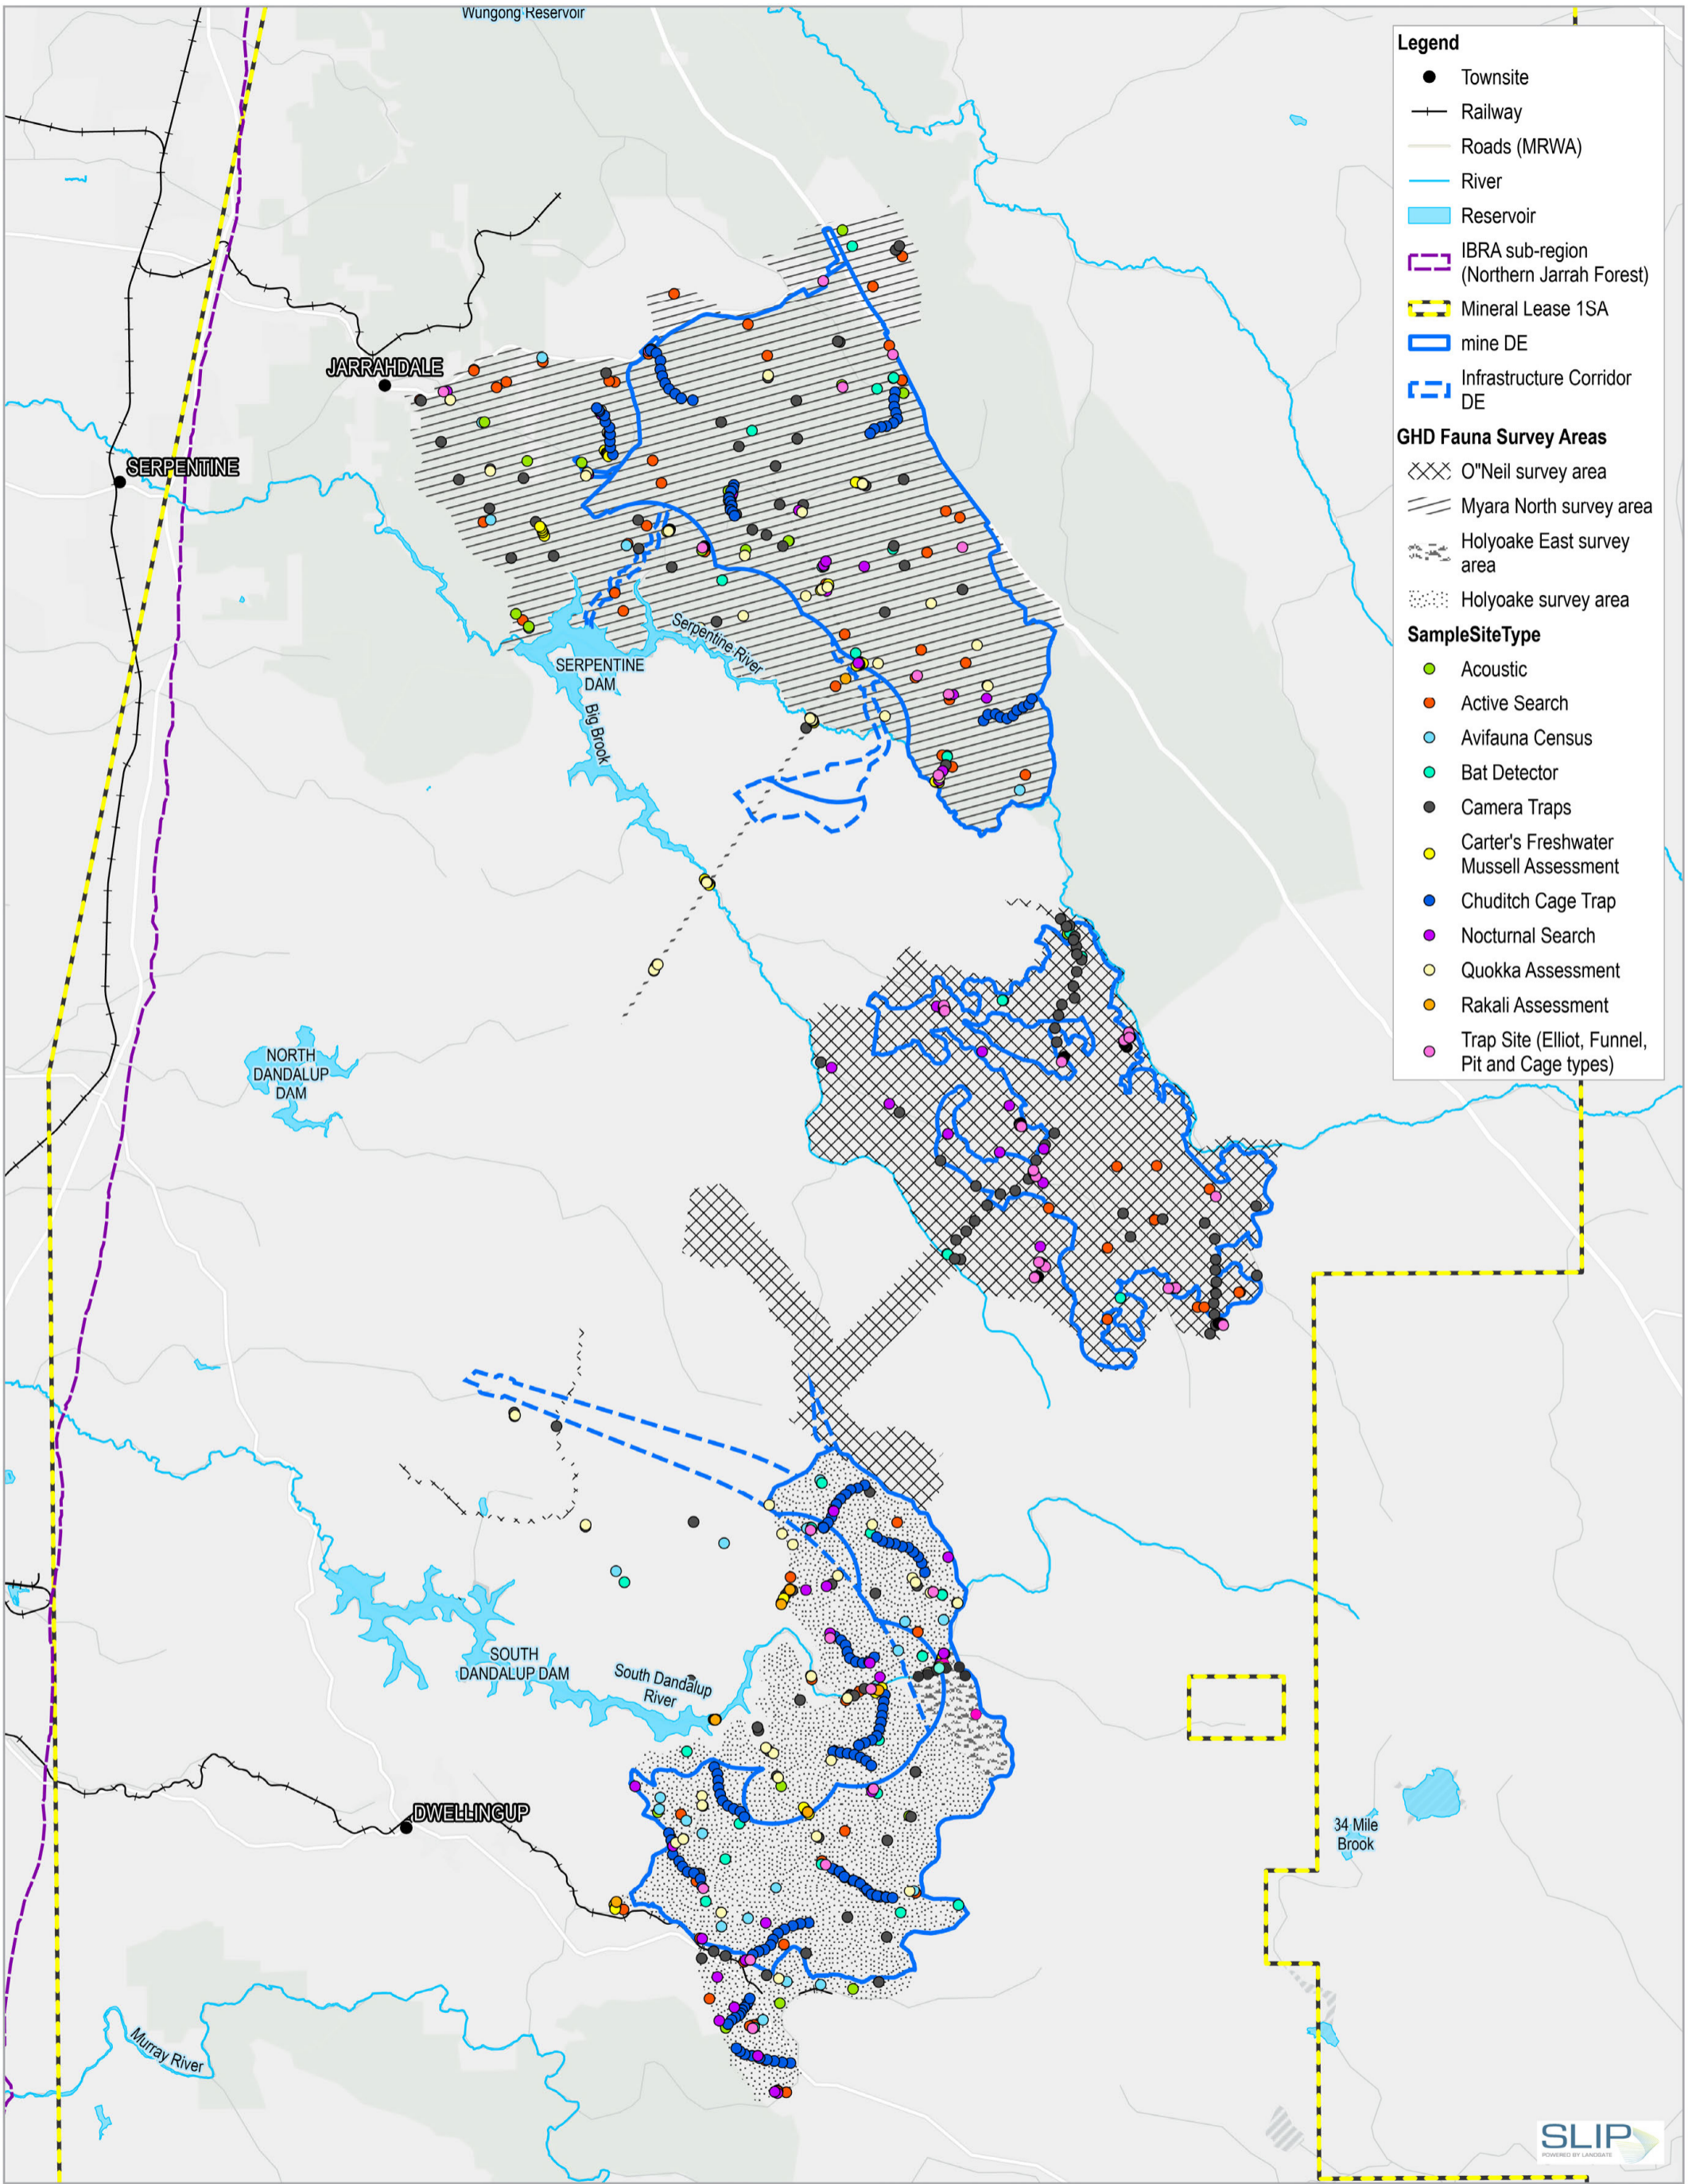 Wungong Reservoir
Legend
Townsite
Railway
Roads (MRWA)
River
Reservoir
IBRA sub-region
(Northern Jarrah Forest)
Mineral Lease 1SA
mine DE
Infrastructure Corridor
DE
GHD Fauna Survey Areas
O"Neil survey area
Myara North survey area
Holyoake East survey
area
Holyoake survey area
SampleSiteType
Acoustic
Active Search
Avifauna Census
Bat Detector
Camera Traps
Carter's Freshwater
Mussell Assessment
Chuditch Cage Trap
Nocturnal Search
Quokka Assessment
Rakali Assessment
Trap Site (Elliot, Funnel,
Pit and Cage types)
JARRAHDALE
SERPENTINE
Serpentine River
SERPENTINE
DAM
Big Brook
NORTH
DANDALUP
DAM
SOUTH
DANDALUP DAM
South Dandalup
River
DWELLINGUP
34 Mile
Brook
Murray River
SLIP
POWERED BY LANDGATE